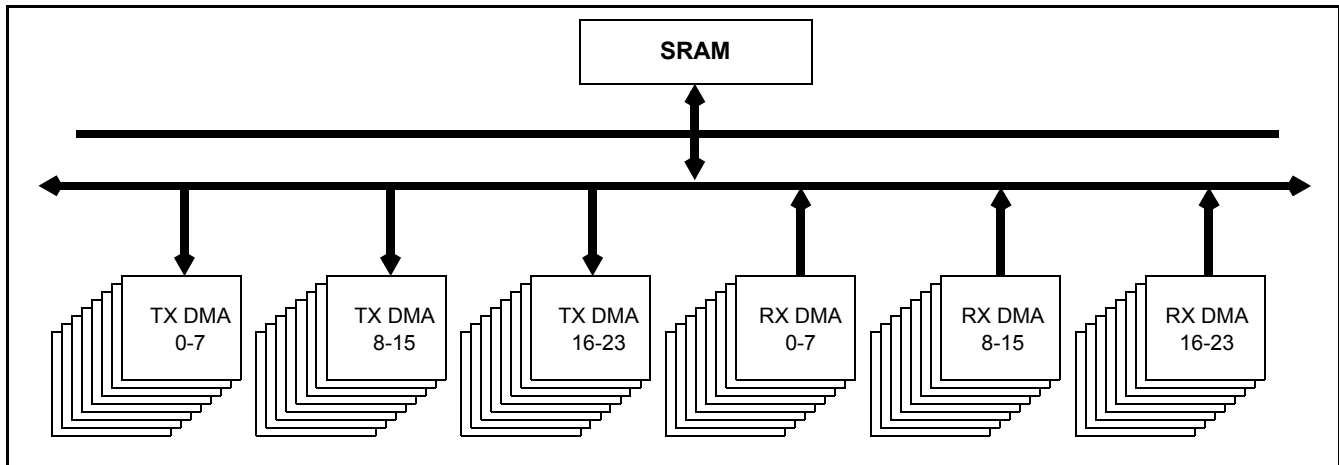 SRAM
TX DMA
0-7
TX DMA
8-15
TX DMA
16-23
RX DMA
0-7
RX DMA
8-15
RX DMA
16-23